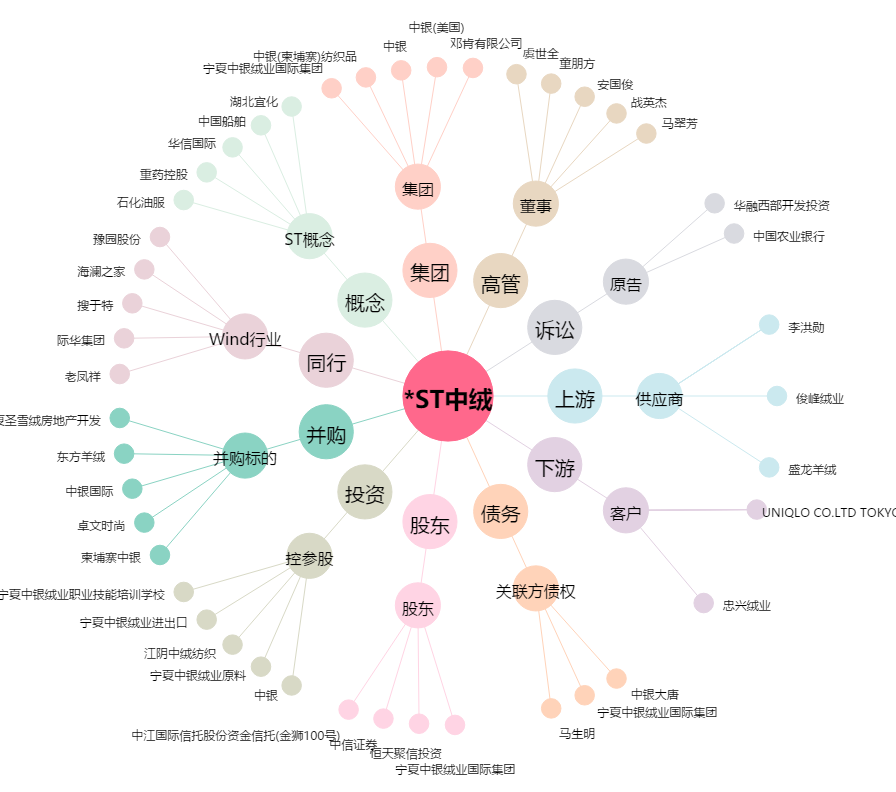 中银(美国)
中银(柬埔寨)纺织品
中银
邓肯有限公司
宁夏中银绒业国际集团
虞世全
童朋方
安国俊
战英杰
马翠芳
湖北宜化
中国船舶
华信国际
重药控股
石化油服
集团
董事
ST概念
集团
高管
概念
豫园股份
海澜之家
搜于特
际华集团
老凤祥
Wind行业
同行
华融西部开发投资
中国农业银行
原告
诉讼
*ST中绒
上游
供应商
李洪勋
俊峰绒业
盛龙羊绒
夏圣雪绒房地产开发
东方羊绒
中银国际
卓文时尚
柬埔寨中银
并购标的
并购
下游
客户
UNIQLO CO.LTD TOKYO
忠兴绒业
投资
控参股
宁夏中银绒业职业技能培训学校
宁夏中银绒业进出口
江阴中绒纺织
宁夏中银绒业原料
中银
股东
股东
中江国际信托股份资金信托(金狮100号)
中信证券
恒天聚信投资
宁夏中银绒业国际集团
债务
关联方债权
中银大唐
宁夏中银绒业国际集团
马生明